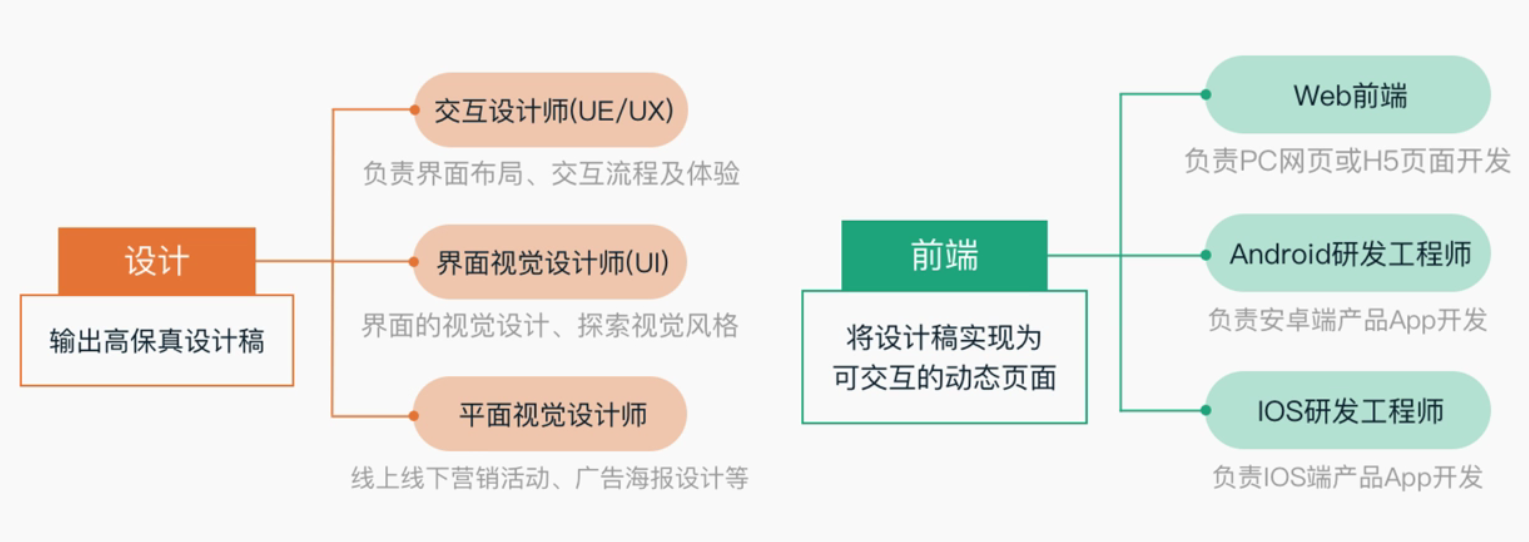 设计
输出高保真设计稿
交互设计师(UE/UX)
负责界面布局、交互流程及体验
界面视觉设计师(UI)
界面的视觉设计、探索视觉风格
平面视觉设计师
线上线下营销活动、广告海报设计等
前端
将设计稿实现为
可交互的动态页面
Web前端
负责PC网页或H5页面开发
Android研发工程师
负责安卓端产品App开发
IOS研发工程师
负责IOS端产品App开发